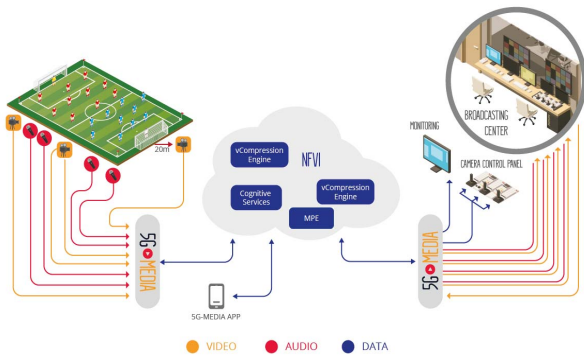 20m
vCompression
Engine
NFVI
Cognitive
Services
vCompression
Engine
MPE
MONITORING
BROADCASTING
CENTER
CAMERA CONTROL PANEL
5G MEDIA
5G MEDIA
5G-MEDIA APP
VIDEO
AUDIO
DATA